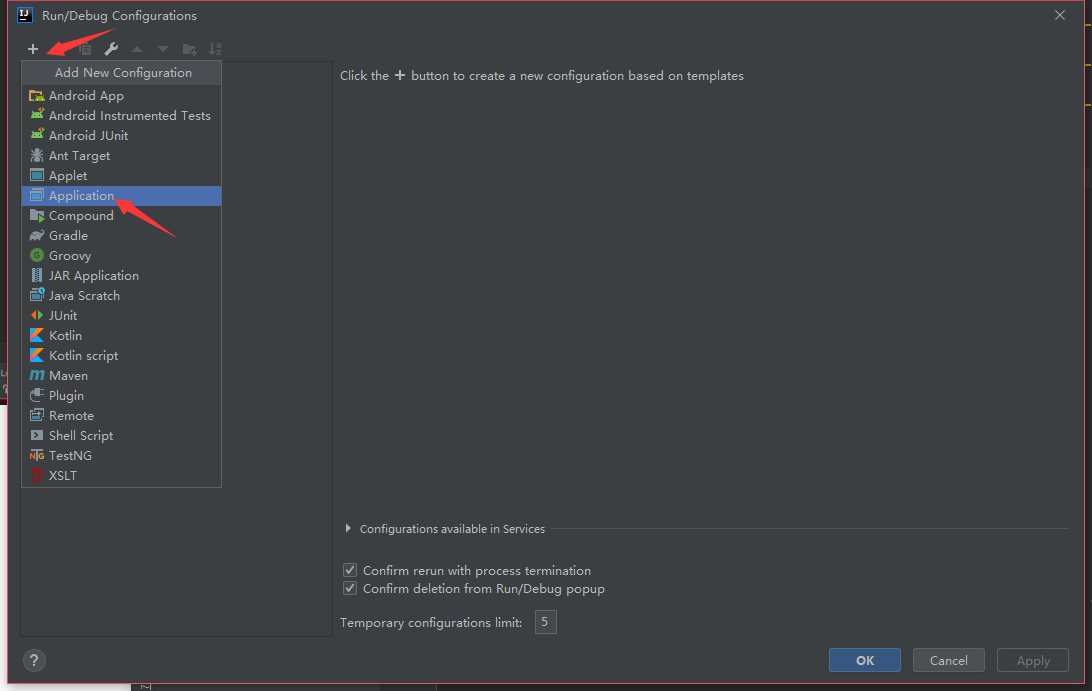 Run/Debug Configurations
Add New Configuration
Click the + button to create a new configuration based on templates
Android App
Android Instrumented Tests
Android JUnit
Ant Target
Applet
Application
Compound
Gradle
Groovy
JAR Application
Java Scratch
JUnit
Kotlin
Kotlin script
Maven
Plugin
Remote
Shell Script
TestNG
XSLT
Configurations available in Services
Confirm rerun with process termination
Confirm deletion from Run/Debug popup
Temporary configurations limit: 5
? OK Cancel Apply